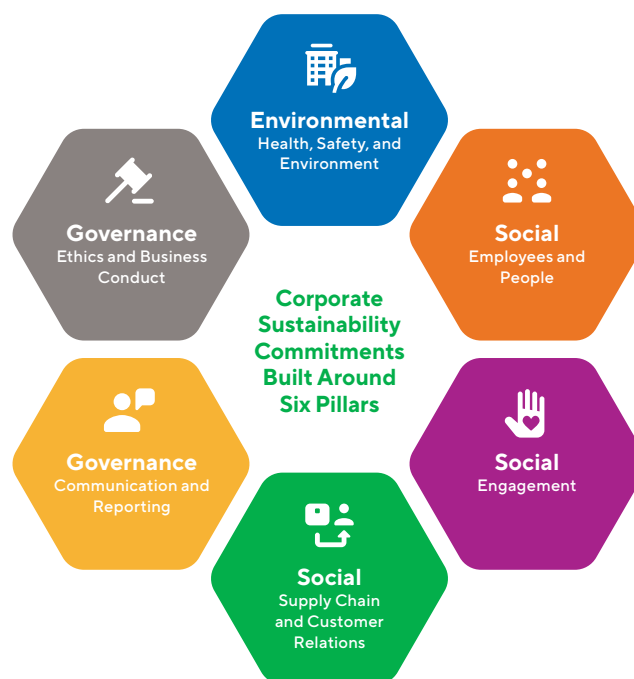 Environmental
Health, Safety, and
Environment
Governance
Ethics and Business
Conduct
Social
Employees and
People
Corporate
Sustainability
Commitments
Built Around
Six Pillars
Governance
Communication and
Reporting
Social
Engagement
Social
Supply Chain
and Customer
Relations